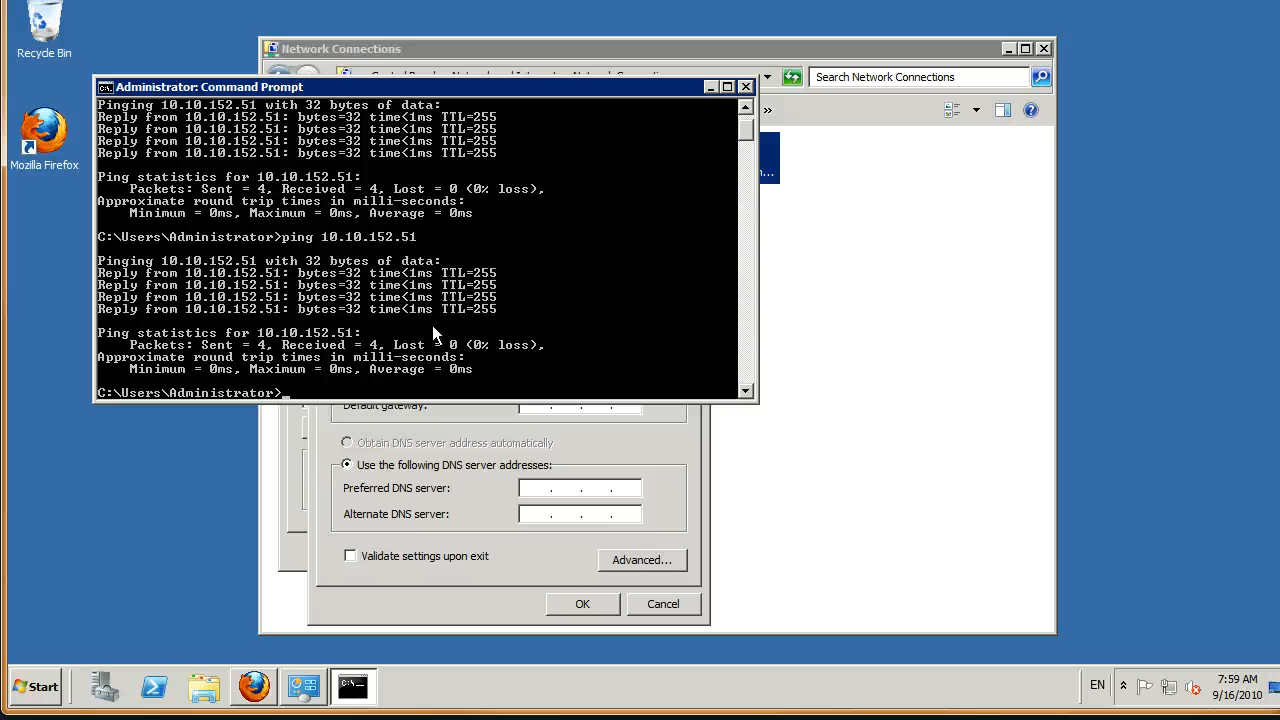 Recycle Bin
Mozilla Firefox
Network Connections
Search Network Connections
Administrator: Command Prompt
Pinging 10.10.152.51 with 32 bytes of data:
Reply from 10.10.152.51: bytes=32 time<1ms TTL=255
Reply from 10.10.152.51: bytes=32 time<1ms TTL=255
Reply from 10.10.152.51: bytes=32 time<1ms TTL=255
Reply from 10.10.152.51: bytes=32 time<1ms TTL=255
Ping statistics for 10.10.152.51:
Packets: Sent = 4, Received = 4, Lost = 0 (0% loss),
Approximate round trip times in milli-seconds:
Minimum = 0ms, Maximum = 0ms, Average = 0ms
C:\Users\Administrator>ping 10.10.152.51
Pinging 10.10.152.51 with 32 bytes of data:
Reply from 10.10.152.51: bytes=32 time<1ms TTL=255
Reply from 10.10.152.51: bytes=32 time<1ms TTL=255
Reply from 10.10.152.51: bytes=32 time<1ms TTL=255
Reply from 10.10.152.51: bytes=32 time<1ms TTL=255
Ping statistics for 10.10.152.51:
Packets: Sent = 4, Received = 4, Lost = 0 (0% loss),
Approximate round trip times in milli-seconds:
Minimum = 0ms, Maximum = 0ms, Average = 0ms
C:\Users\Administrator>_
Default gateway:
Obtain DNS server address automatically
Use the following DNS server addresses:
Preferred DNS server:
Alternate DNS server:
Validate settings upon exit
Advanced...
OK
Cancel
Start
EN
7:59 AM
9/16/2010